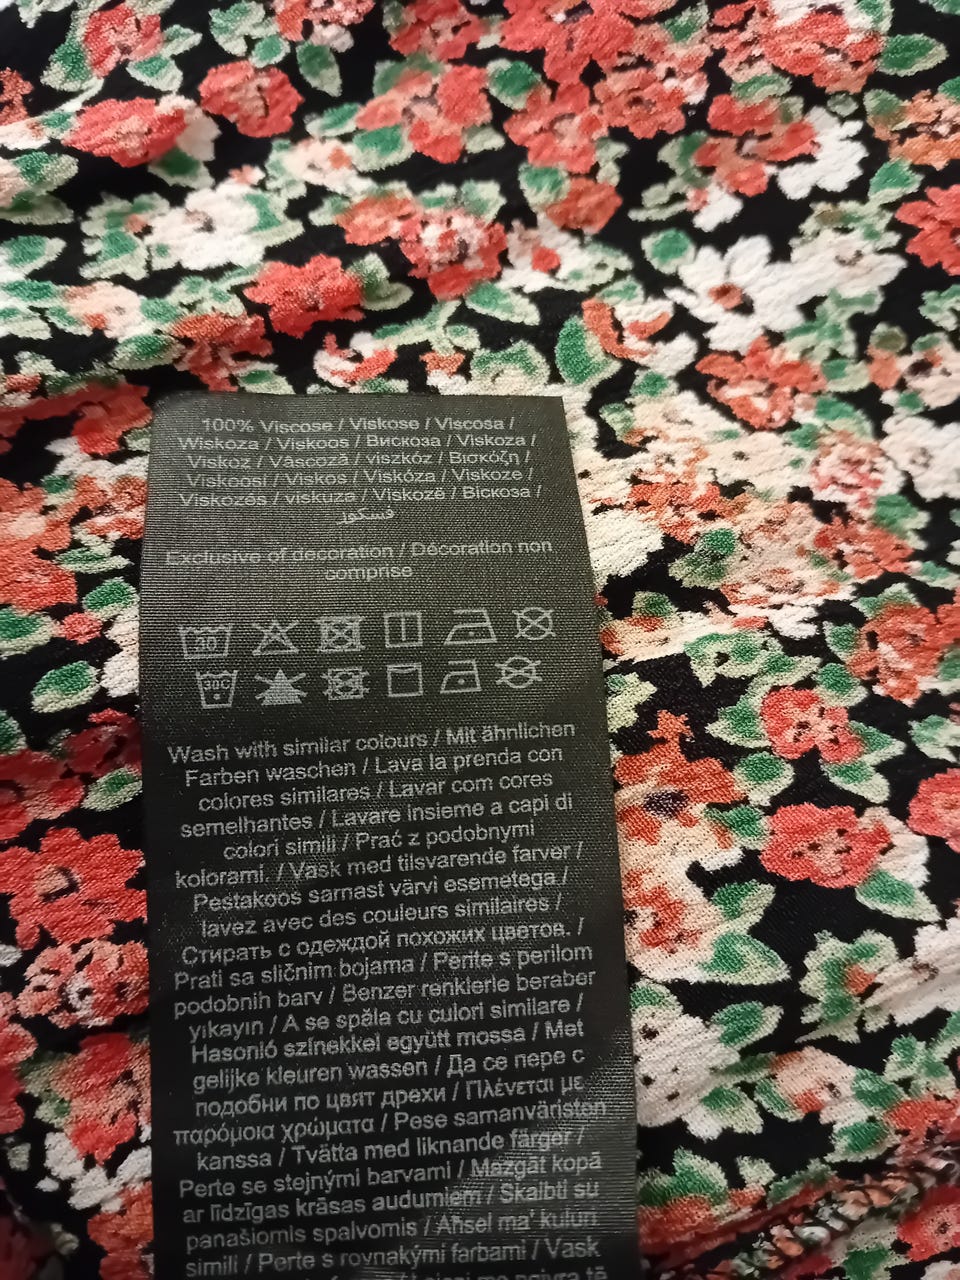 100% Viscose / Viskose / Viscosa /
Wiskoza / Viskoos / Вискоза / Viskoza /
Viskoz / Vâscoză / viszkóz / Βισκόζη /
Viskoosi / Viskos / Viskóza / Viskoze /
Viskozės / viskuza / Viskozë / Віскоза /
فسكوز
Exclusive of decoration / Décoration non
comprise
30
30°C
Wash with similar colours / Mit ähnlichen
Farben waschen / Lava la prenda con
colores similares / Lavar com cores
semelhantes / Lavare insieme a capi di
colori simili / Prać z podobnymi
kolorami. / Vask med tilsvarende farver /
Pestakoos sarnast värvi esemetega /
lavez avec des couleurs similaires /
Стирать с одеждой похожих цветов. /
Prati sa sličnim bojama / Perite s perilom
podobnih barv / Benzer renklerle beraber
yıkayın / A se spăla cu culori similare /
Hasonló színekkel együtt mossa / Met
gelijke kleuren wassen / Да се пере с
подобни по цвят дрехи / Πλένεται με
παρόμοια χρώματα / Pese samanväristen
kanssa / Tvätta med liknande färger /
Perte se stejnými barvami / Mazgāt kopā
ar līdzīgas krāsas audumiem / Skalbti su
panašiomis spalvomis / Aħsel ma' kuluri
simili / Perte s rovnakými farbami / Vask